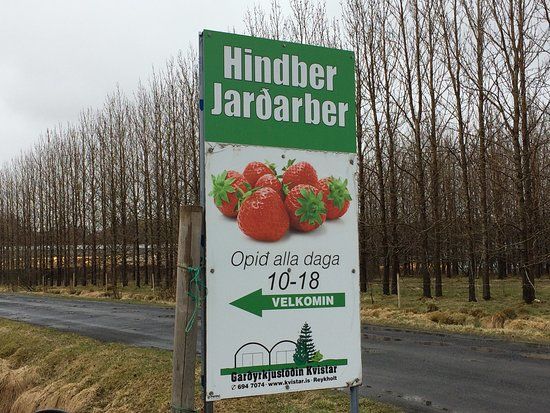 Hindber
Jarðarber
Opið alla daga
10-18
VELKOMIN
Garðyrkjustöðin Kvistar
✆ 694 7074 - www.kvistar.is - Reykholt